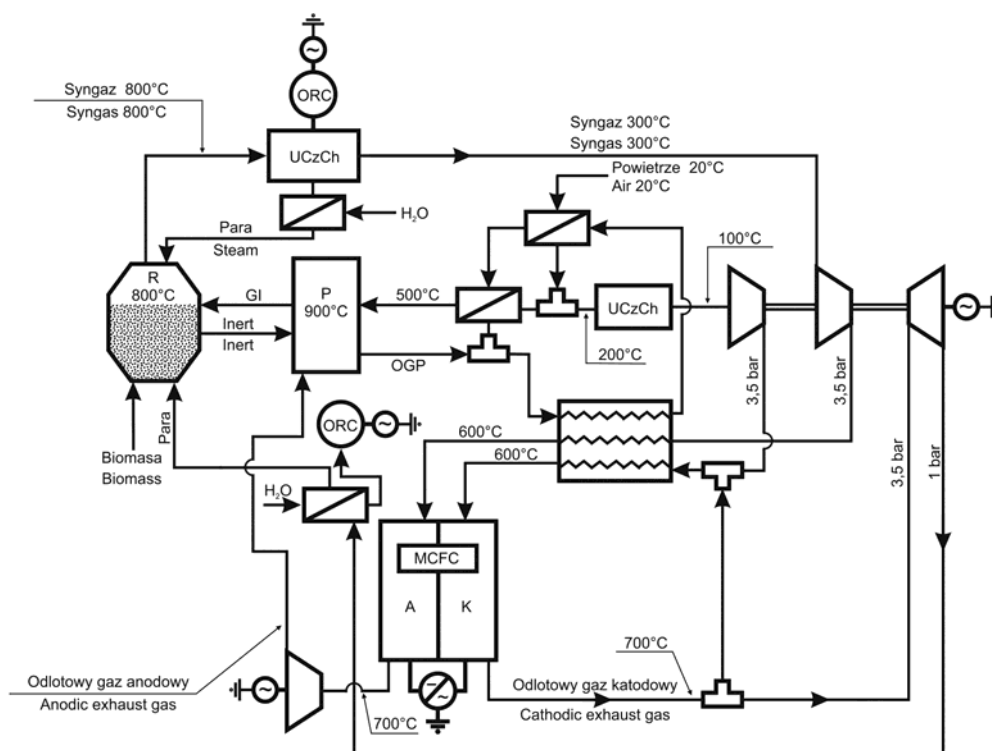 ~
ORC
Syngaz 800°C
Syngas 800°C
UCzCh
Syngaz 300°C
Syngas 300°C
Powietrze 20°C
Air 20°C
H₂O
Para
Steam
100°C
R
800°C
P
900°C
GI
500°C
UCzCh
~
Inert
Inert
200°C
OGP
3,5 bar
3,5 bar
ORC
~
600°C
600°C
Para
Biomasa
Biomass
H₂O
3,5 bar
1 bar
MCFC
A
K
Odlotowy gaz anodowy
Anodic exhaust gas
~
700°C
-
~
Odlotowy gaz katodowy
Cathodic exhaust gas
700°C